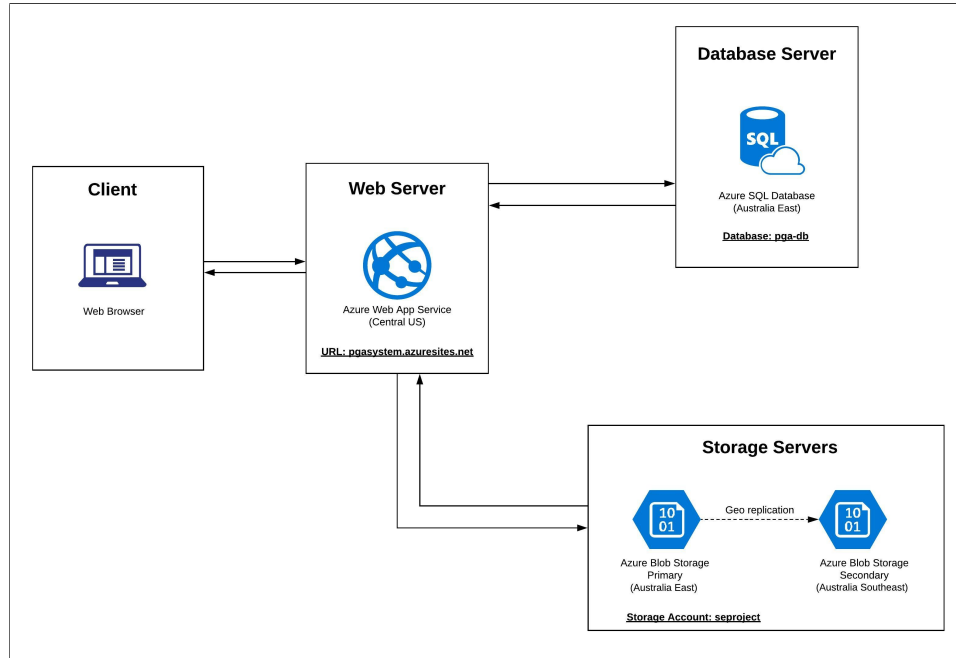 Database Server
SQL
Azure SQL Database
(Australia East)
Database: pga-db
Client
Web Browser
Web Server
Azure Web App Service
(Central US)
URL: pgasystem.azuresites.net
Storage Servers
10
01
Geo replication
10
01
Azure Blob Storage
Primary
(Australia East)
Azure Blob Storage
Secondary
(Australia Southeast)
Storage Account: seproject